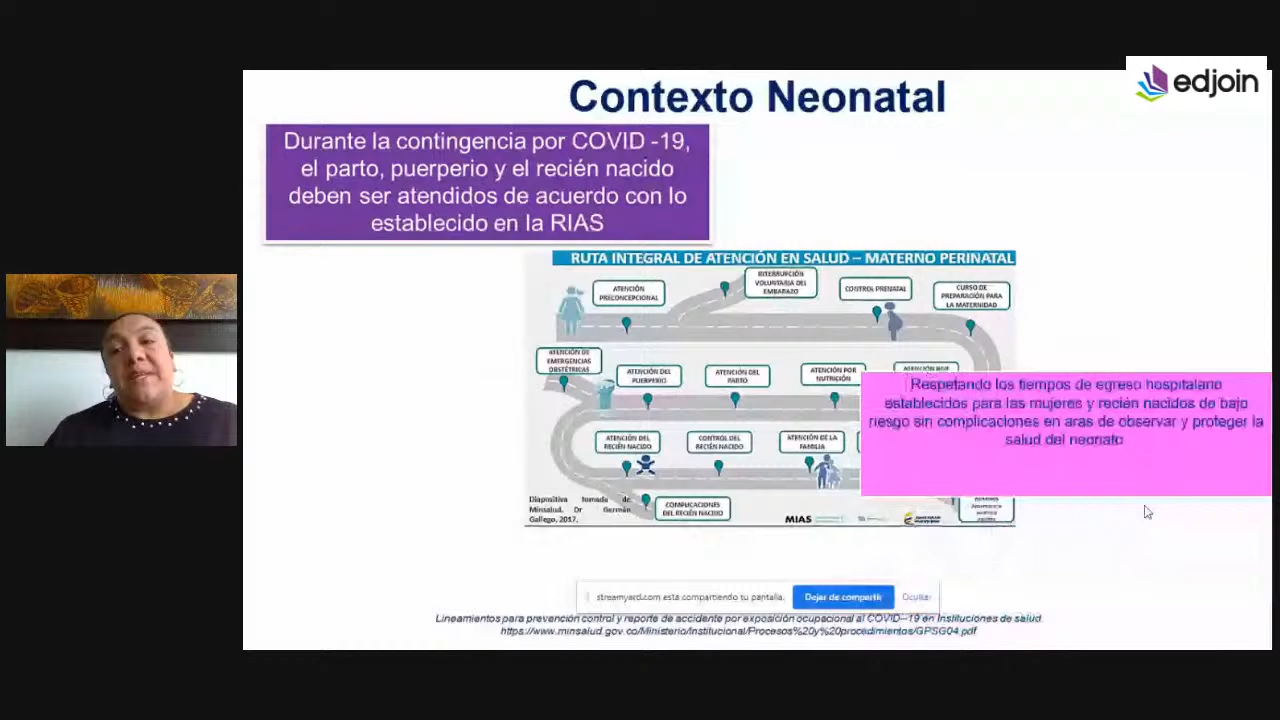 edjoin
Contexto Neonatal
Durante la contingencia por COVID -19,
el parto, puerperio y el recién nacido
deben ser atendidos de acuerdo con lo
establecido en la RIAS
RUTA INTEGRAL DE ATENCIÓN EN SALUD – MATERNO PERINATAL
ATENCIÓN
PRECONCEPCIONAL
INTERRUPCIÓN
VOLUNTARIA DEL
EMBARAZO
CONTROL PRENATAL
CURSO DE
PREPARACIÓN PARA
LA MATERNIDAD
ATENCIÓN DE
EMERGENCIAS
OBSTÉTRICAS
ATENCIÓN DEL
PUERPERIO
ATENCIÓN DEL
PARTO
ATENCIÓN POR
NUTRICIÓN
Respetando los tiempos de egreso hospitalario
establecidos para las mujeres y recién nacidos de bajo
riesgo sin complicaciones en aras de observar y proteger la
salud del neonato
ATENCIÓN DEL
RECIÉN NACIDO
CONTROL DEL
RECIÉN NACIDO
ATENCIÓN DE LA
FAMILIA
COMPLICACIONES
DEL RECIÉN NACIDO
Diapositiva tomada de
Minsalud. Dr Germán
Gallego, 2017,
MIAS
streamyard.com está compartiendo tu pantalla.
Dejar de compartir
Ocultar
Lineamientos para prevención control y reporte de accidente por exposición ocupacional al COVID--19 en Instituciones de salud
https://www.minsalud.gov.co/Ministerio/Institucional/Procesos%20y%20procedimientos/GPSG04.pdf